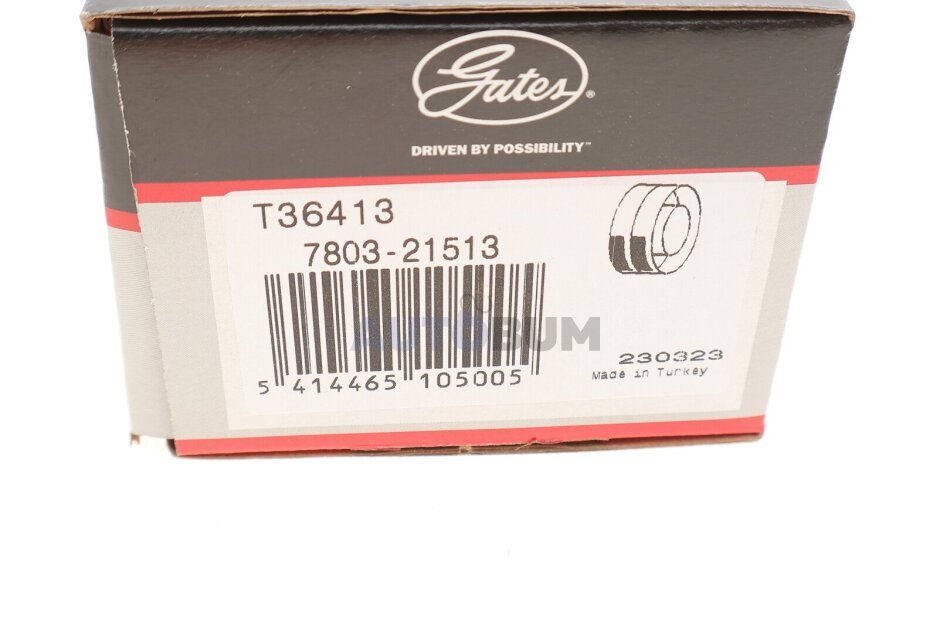 Gates®
DRIVEN BY POSSIBILITY™
T36413
7803-21513
AUTOBUM
5 414465 105005
230323
Made in Turkey